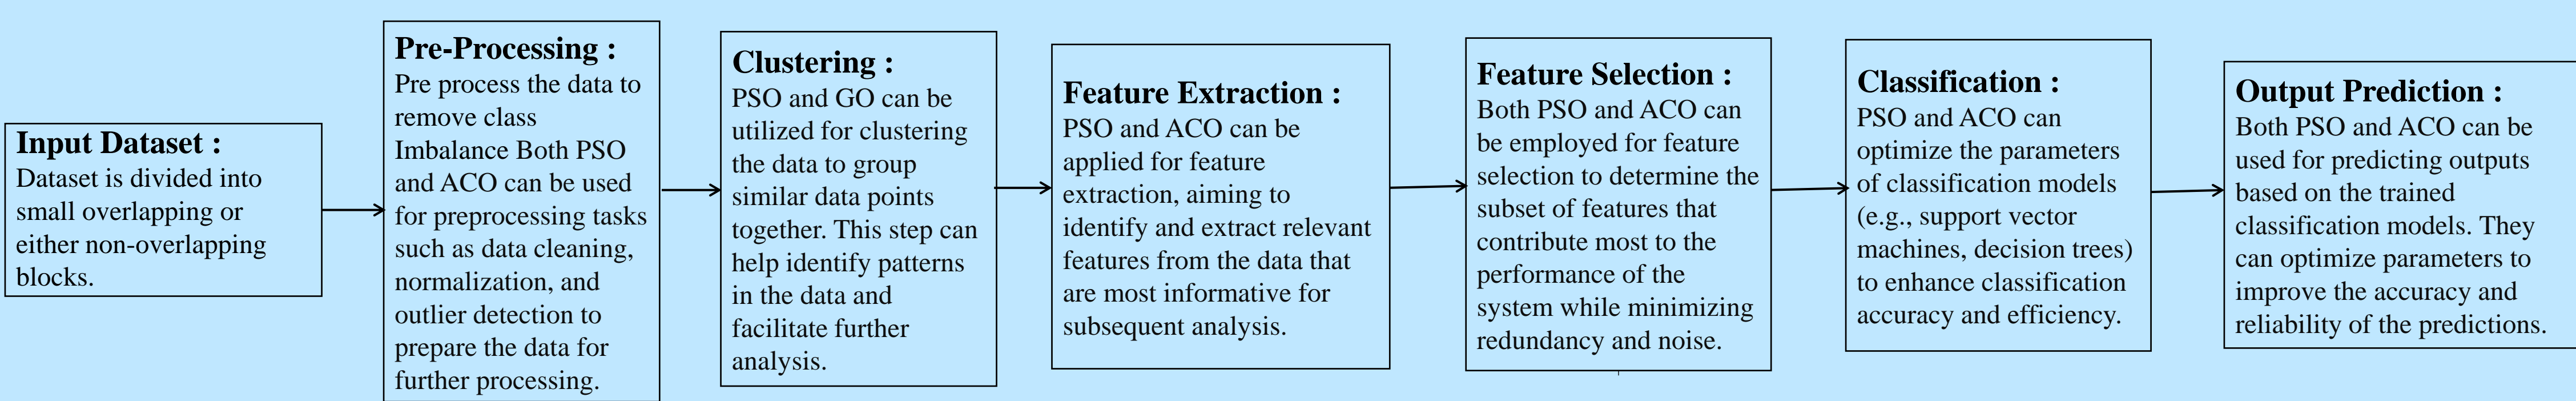 Input Dataset :
Dataset is divided into
small overlapping or
either non-overlapping
blocks.
Pre-Processing :
Pre process the data to
remove class
Imbalance Both PSO
and ACO can be used
for preprocessing tasks
such as data cleaning,
normalization, and
outlier detection to
prepare the data for
further processing.
Clustering :
PSO and GO can be
utilized for clustering
the data to group
similar data points
together. This step can
help identify patterns
in the data and
facilitate further
analysis.
Feature Extraction :
PSO and ACO can be
applied for feature
extraction, aiming to
identify and extract relevant
features from the data that
are most informative for
subsequent analysis.
Feature Selection :
Both PSO and ACO can
be employed for feature
selection to determine the
subset of features that
contribute most to the
performance of the
system while minimizing
redundancy and noise.
Classification :
PSO and ACO can
optimize the parameters
of classification models
(e.g., support vector
machines, decision trees)
to enhance classification
accuracy and efficiency.
Output Prediction :
Both PSO and ACO can be
used for predicting outputs
based on the trained
classification models. They
can optimize parameters to
improve the accuracy and
reliability of the predictions.